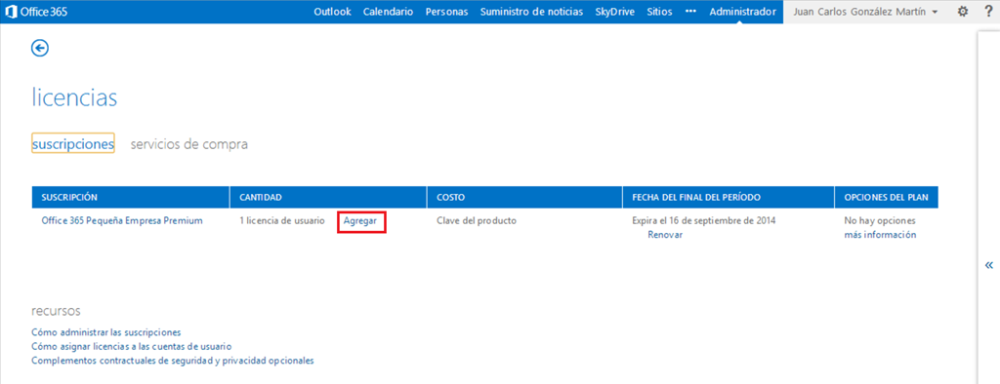 Office 365 Outlook Calendario Personas Suministro de noticias SkyDrive Sitios ••• Administrador Juan Carlos González Martín ?
licencias
suscripciones servicios de compra
SUSCRIPCIÓN CANTIDAD COSTO FECHA DEL FINAL DEL PERÍODO OPCIONES DEL PLAN
Office 365 Pequeña Empresa Premium 1 licencia de usuario Agregar Clave del producto Expira el 16 de septiembre de 2014 No hay opciones
Renovar más información
«
recursos
Cómo administrar las suscripciones
Cómo asignar licencias a las cuentas de usuario
Complementos contractuales de seguridad y privacidad opcionales